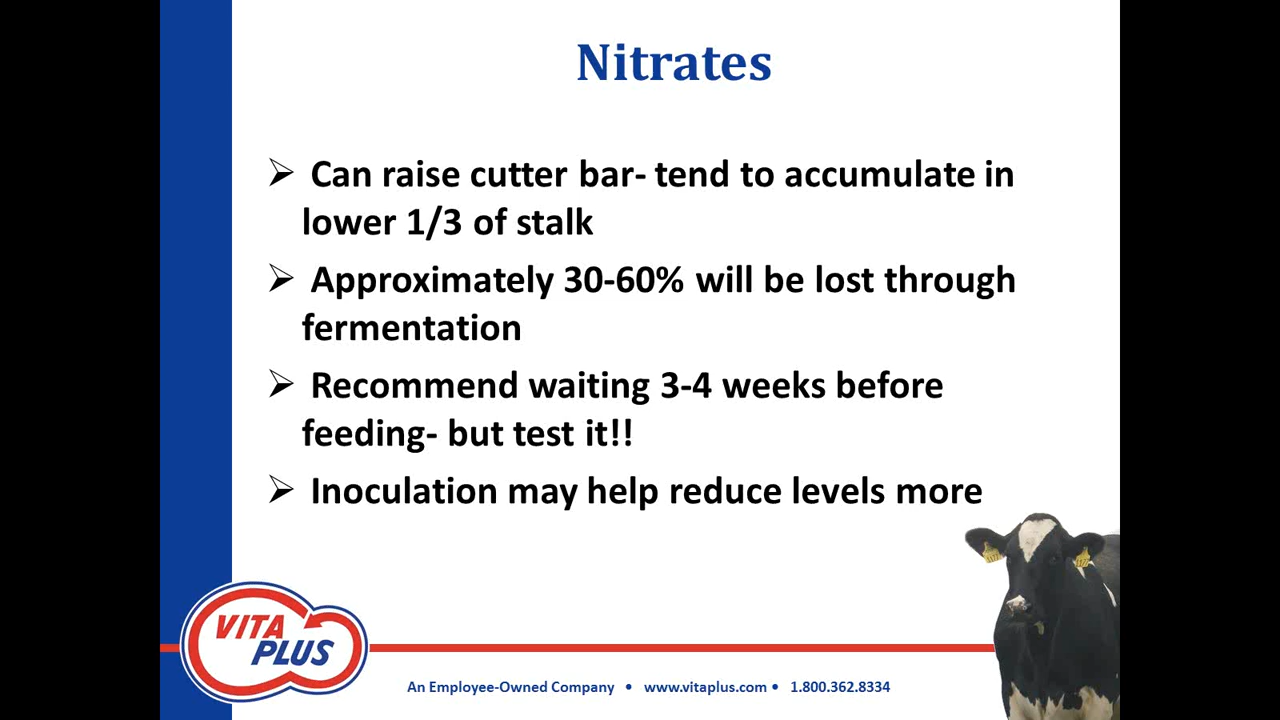 Nitrates
➢ Can raise cutter bar- tend to accumulate in
lower 1/3 of stalk
➢ Approximately 30-60% will be lost through
fermentation
➢ Recommend waiting 3-4 weeks before
feeding- but test it!!
➢ Inoculation may help reduce levels more
VITA
PLUS
An Employee-Owned Company • www.vitaplus.com • 1.800.362.8334